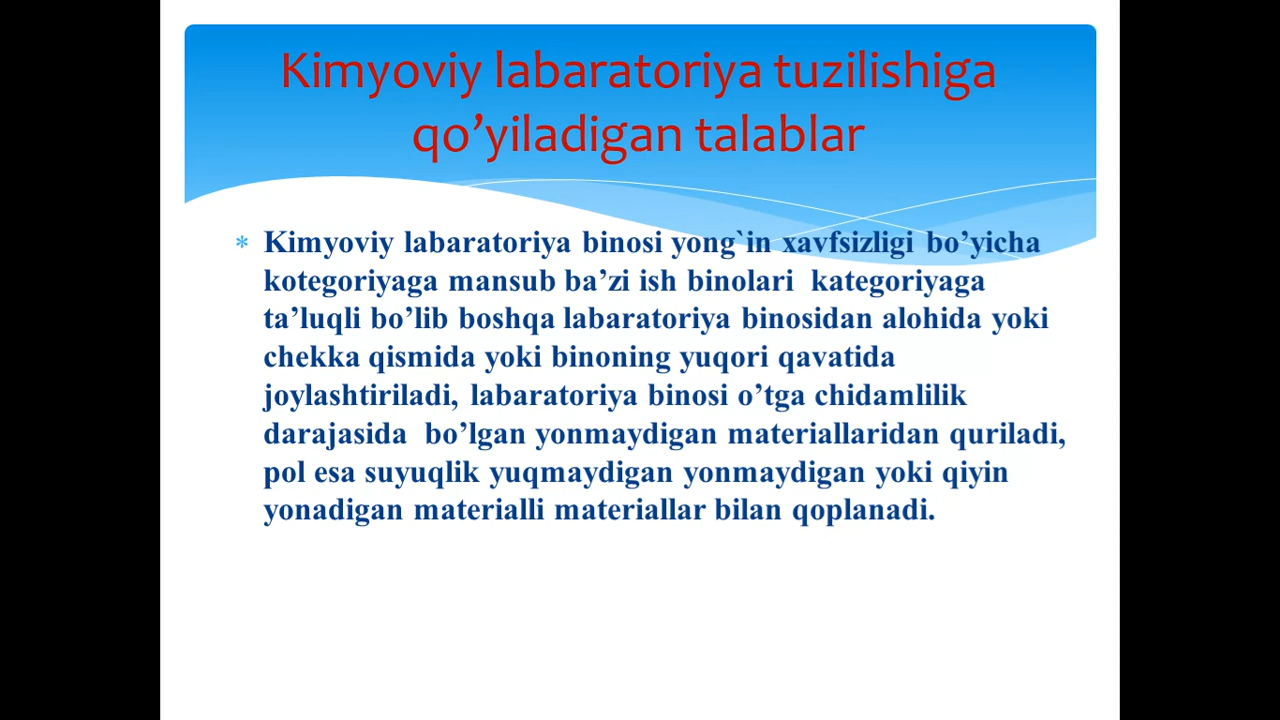 Kimyoviy labaratoriya tuzilishiga
qo’yiladigan talablar
Kimyoviy labaratoriya binosi yong`in xavfsizligi bo’yicha
kotegoriyaga mansub ba’zi ish binolari  kategoriyaga
ta’luqli bo’lib boshqa labaratoriya binosidan alohida yoki
chekka qismida yoki binoning yuqori qavatida
joylashtiriladi, labaratoriya binosi o’tga chidamlilik
darajasida  bo’lgan yonmaydigan materiallaridan quriladi,
pol esa suyuqlik yuqmaydigan yonmaydigan yoki qiyin
yonadigan materialli materiallar bilan qoplanadi.